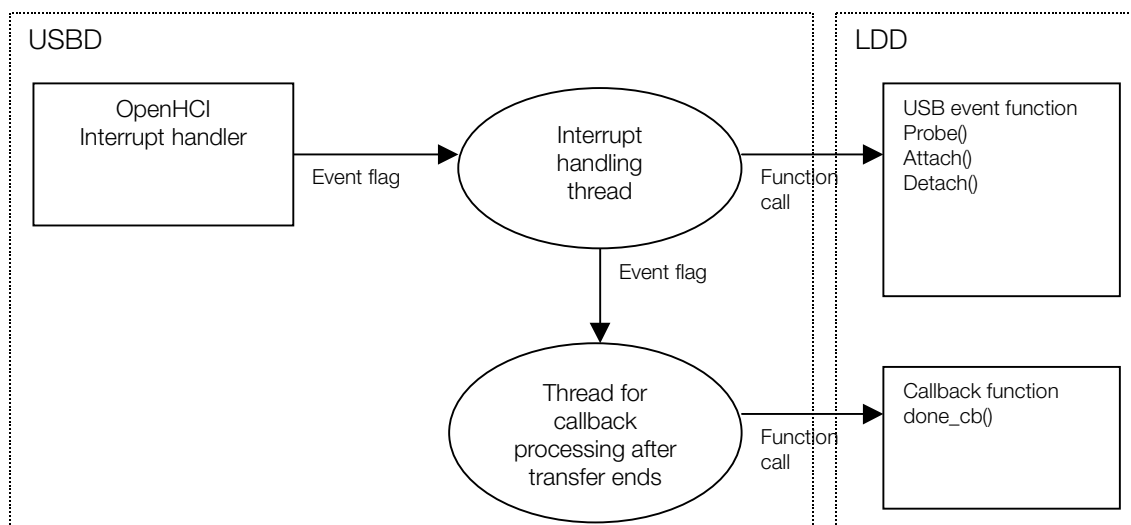 USBD
LDD
OpenHCI
Interrupt handler
Event flag
Interrupt
handling
thread
Function
call
USB event function
Probe()
Attach()
Detach()
Event flag
Thread for
callback
processing after
transfer ends
Function
call
Callback function
done_cb()